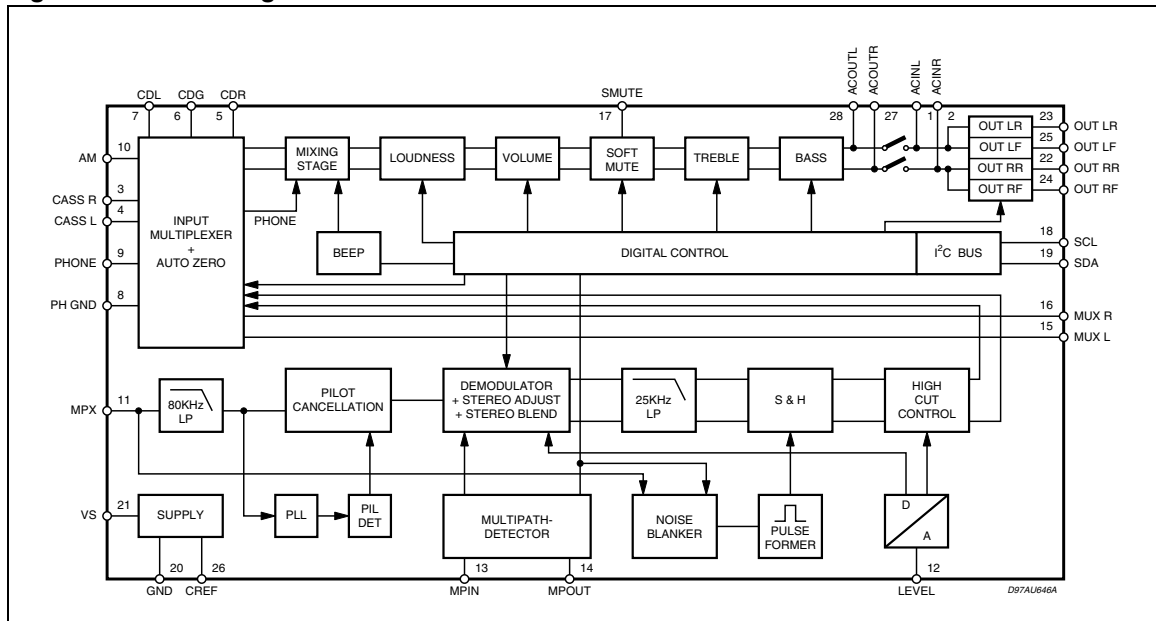 ACOUTL
ACOUTR
ACINL
ACINR
CDL
CDG
CDR
SMUTE
7
6
5
17
28
27
1
2
23
OUT LR
OUT LR
25
OUT LF
OUT LF
22
OUT RR
OUT RR
24
OUT RF
OUT RF
10
AM
3
CASS R
4
CASS L
9
PHONE
8
PH GND
INPUT
MULTIPLEXER
+
AUTO ZERO
MIXING
STAGE
LOUDNESS
VOLUME
SOFT
MUTE
TREBLE
BASS
PHONE
BEEP
DIGITAL CONTROL
I²C BUS
18
SCL
19
SDA
16
MUX R
15
MUX L
MPX
11
80KHz
LP
PILOT
CANCELLATION
DEMODULATOR
+ STEREO ADJUST
+ STEREO BLEND
25KHz
LP
S & H
HIGH
CUT
CONTROL
VS
21
SUPPLY
PLL
PIL
DET
MULTIPATH-
DETECTOR
NOISE
BLANKER
PULSE
FORMER
D
A
20
26
13
14
12
GND
CREF
MPIN
MPOUT
LEVEL
D97AU646A